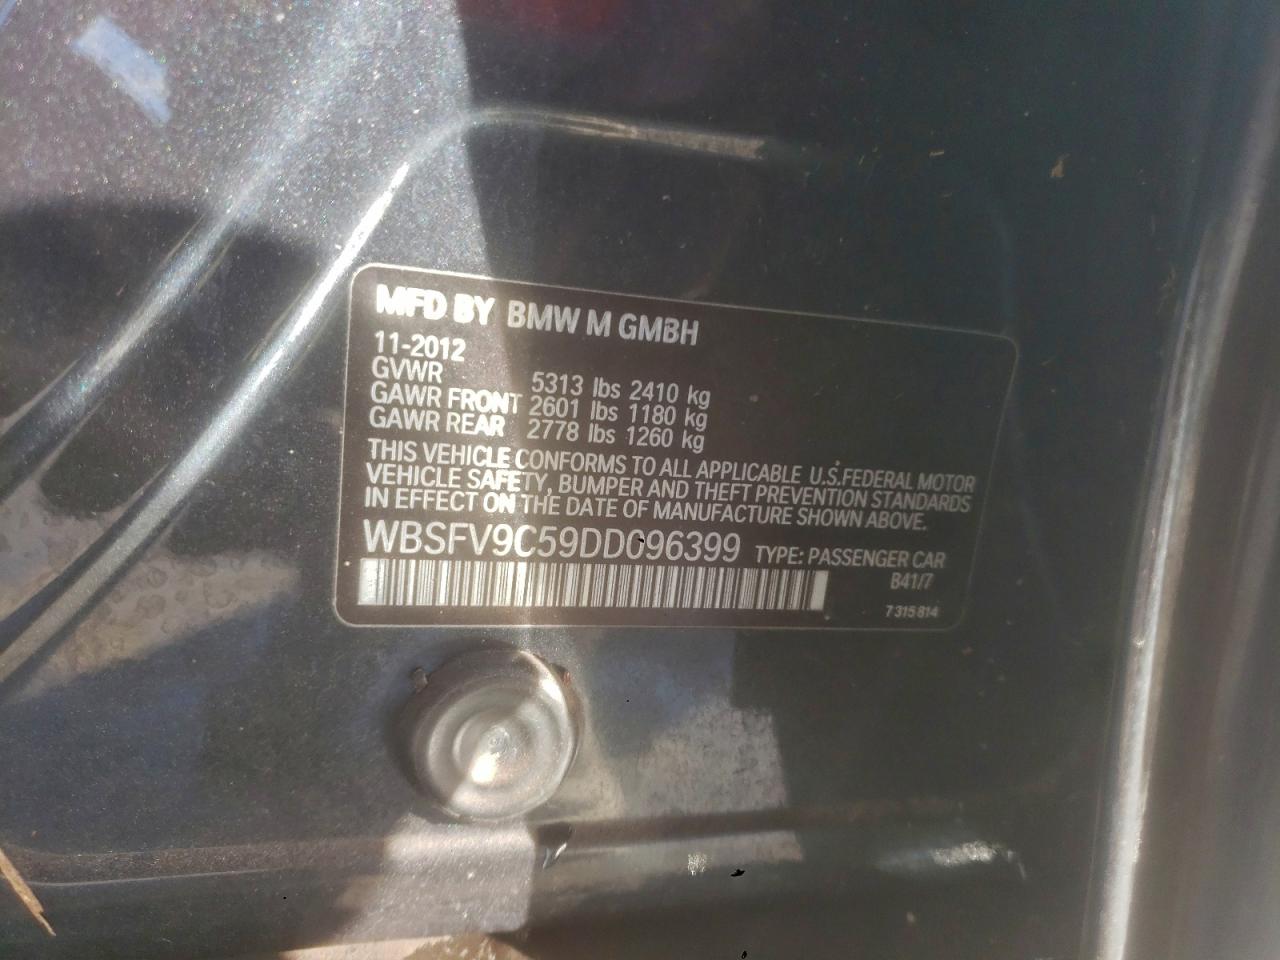 MFD BY BMW M GMBH
11-2012
GVWR 5313 lbs 2410 kg
GAWR FRONT 2601 lbs 1180 kg
GAWR REAR 2778 lbs 1260 kg
THIS VEHICLE CONFORMS TO ALL APPLICABLE U.S.FEDERAL MOTOR
VEHICLE SAFETY, BUMPER AND THEFT PREVENTION STANDARDS
IN EFFECT ON THE DATE OF MANUFACTURE SHOWN ABOVE.
WBSFV9C59DD096399 TYPE: PASSENGER CAR
B41/7
7 315 814